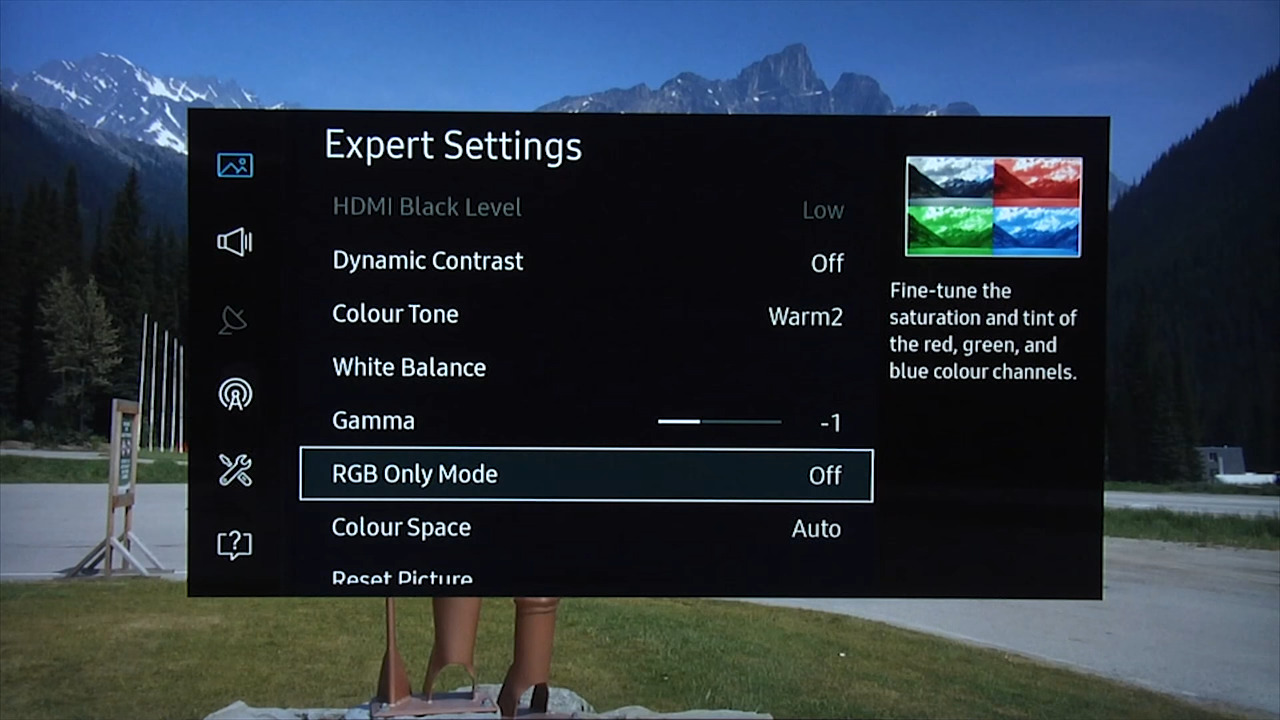 Expert Settings
HDMI Black Level Low
Dynamic Contrast Off
Colour Tone Warm2
White Balance
Gamma -1
RGB Only Mode Off
Colour Space Auto
Reset Picture
Fine-tune the
saturation and tint of
the red, green, and
blue colour channels.
?